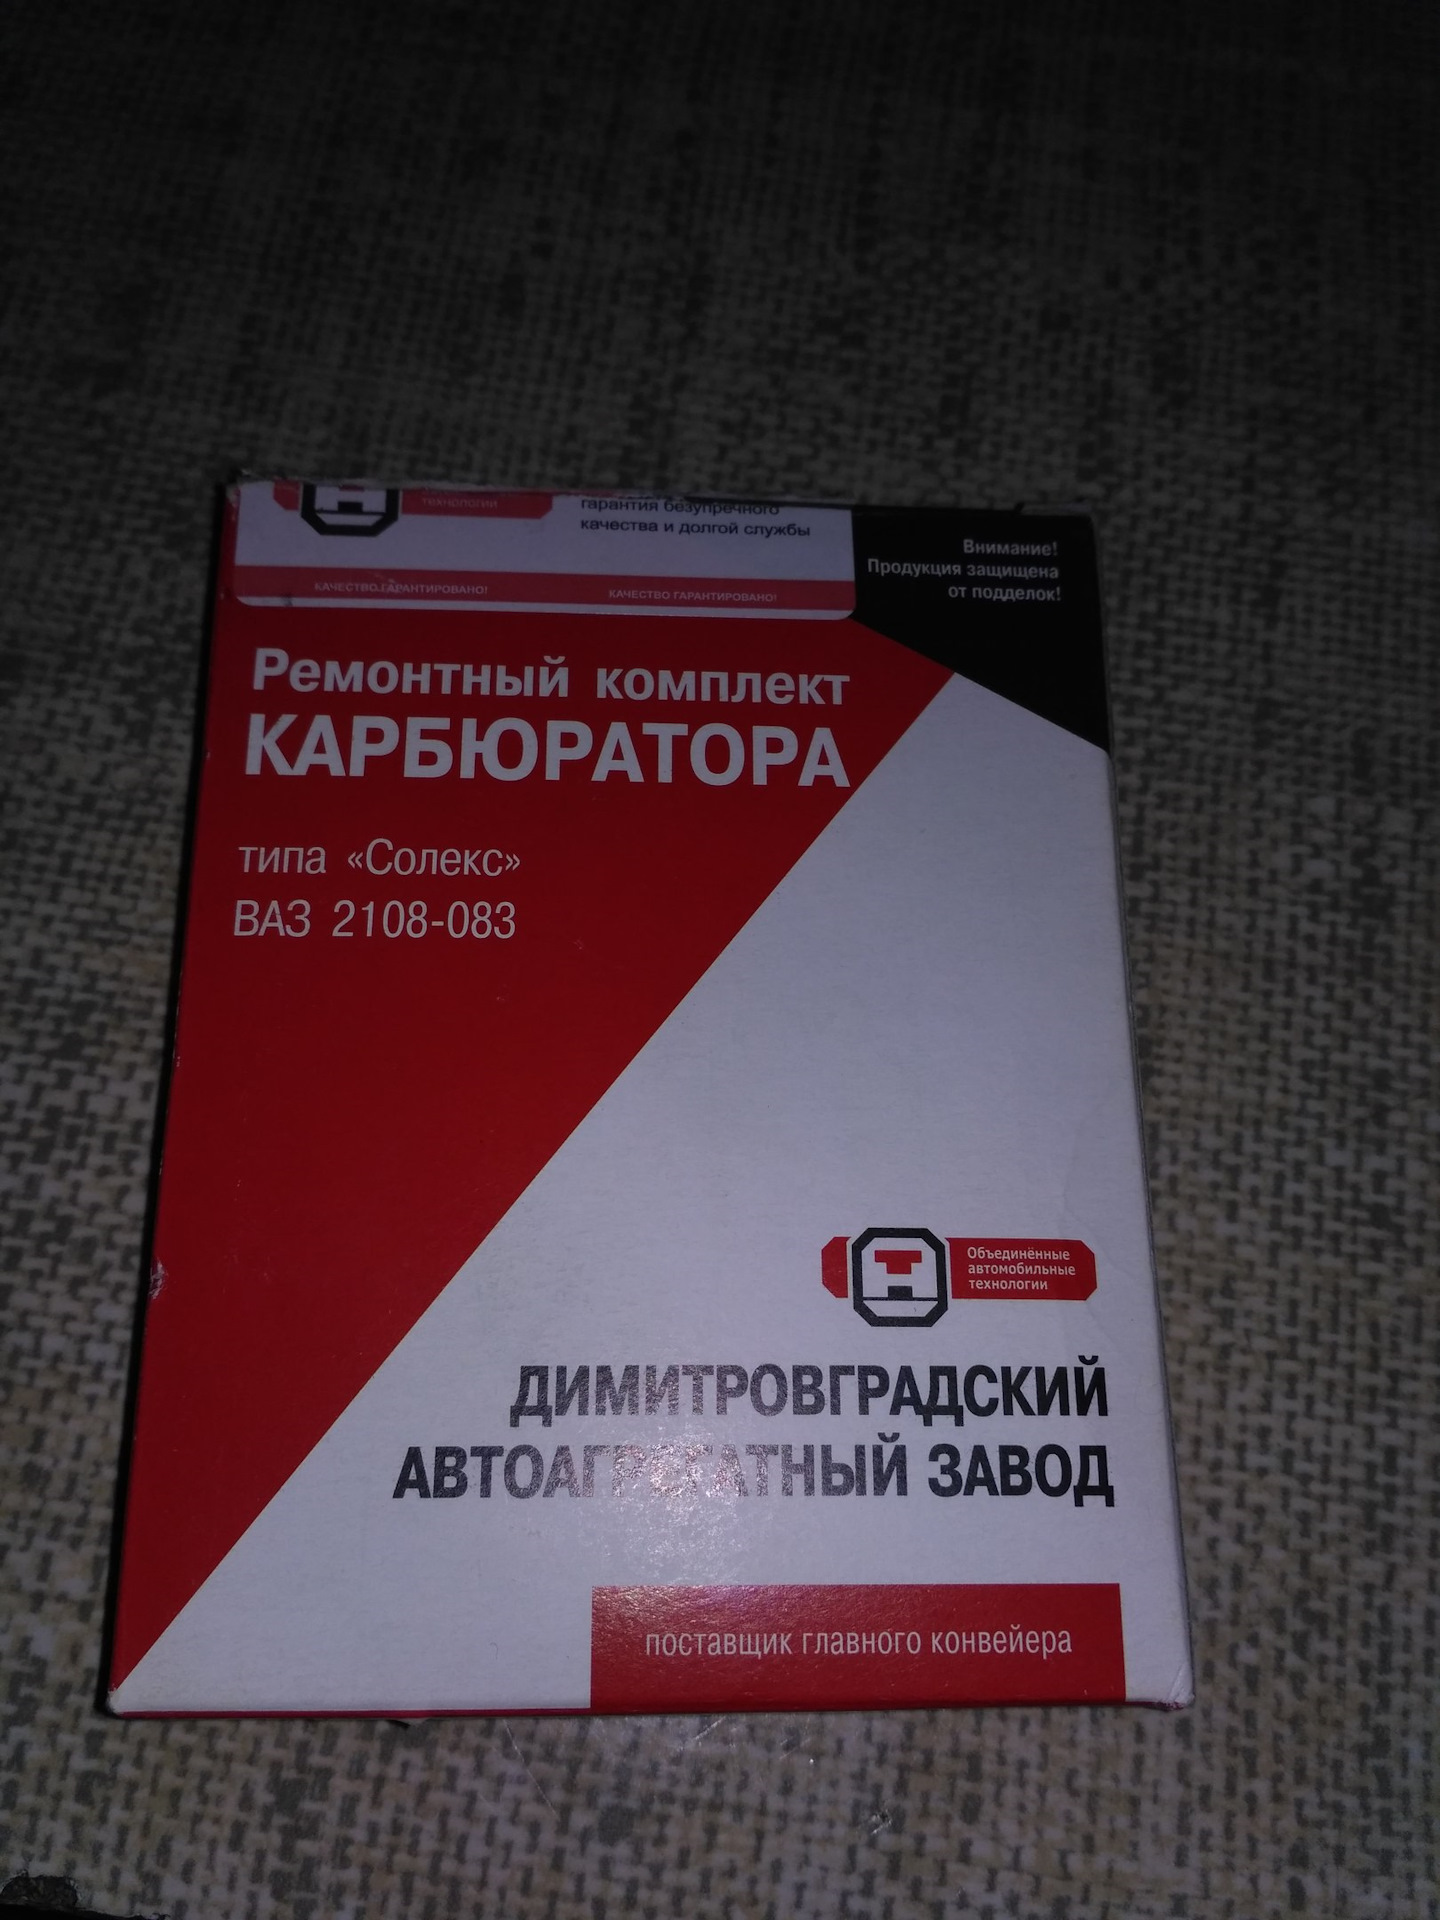 технологии
гарантия безупречного
качества и долгой службы
КАЧЕСТВО ГАРАНТИРОВАНО!
КАЧЕСТВО ГАРАНТИРОВАНО!
Внимание!
Продукция защищена
от подделок!
Ремонтный комплект
КАРБЮРАТОРА
типа «Солекс»
ВАЗ 2108-083
Объединённые
автомобильные
технологии
ДИМИТРОВГРАДСКИЙ
АВТОАГРЕГАТНЫЙ ЗАВОД
поставщик главного конвейера